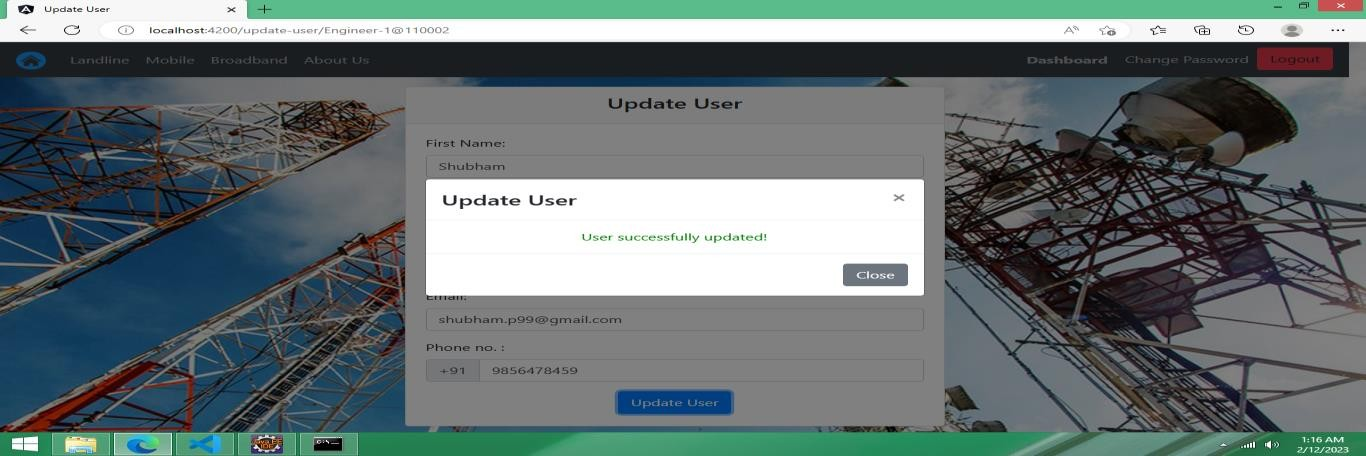 Update User
localhost:4200/update-user/Engineer-1@110002
Landline Mobile Broadband About Us Dashboard Change Password Logout
Update User
First Name:
Shubham
Update User
User successfully updated!
Close
Email:
shubham.p99@gmail.com
Phone no. :
+91 9856478459
Update User
1:16 AM
2/12/2023